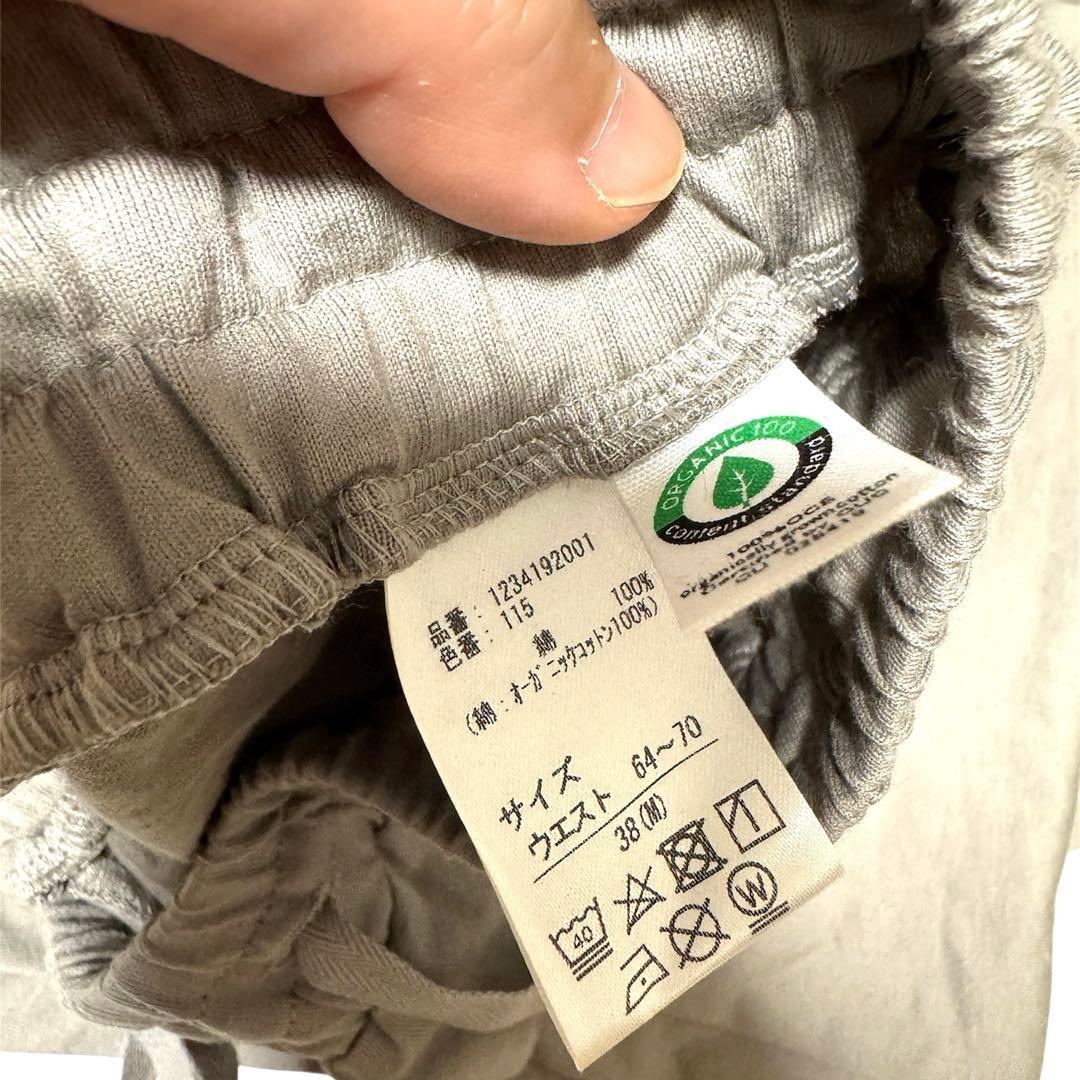 ORGANIC 100
content standard
100% OCS
organically grown cotton
品番: 1234192001
色番: 115
綿 100%
(綿:オーガニックコットン100%)
サイズ
ウエスト 64~70
38(M)
40
W